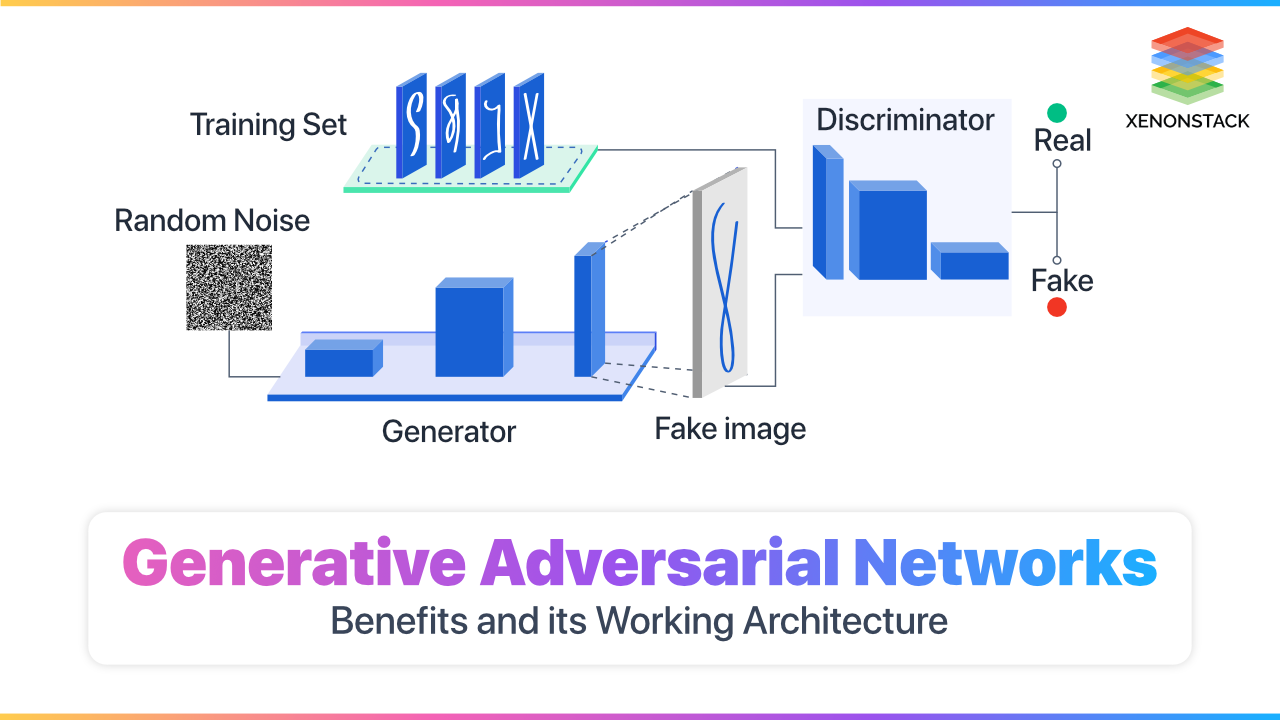 XENONSTACK
Training Set
Discriminator
Real
Random Noise
Fake
Generator
Fake image
Generative Adversarial Networks
Benefits and its Working Architecture